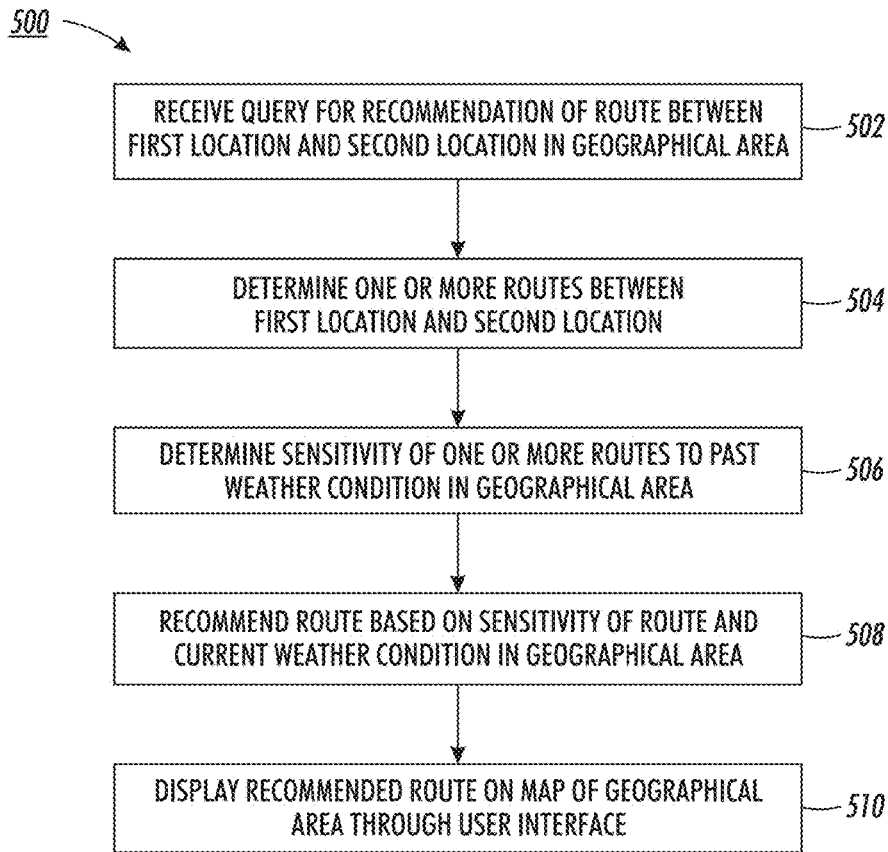 500
RECEIVE QUERY FOR RECOMMENDATION OF ROUTE BETWEEN
FIRST LOCATION AND SECOND LOCATION IN GEOGRAPHICAL AREA
502
DETERMINE ONE OR MORE ROUTES BETWEEN
FIRST LOCATION AND SECOND LOCATION
504
DETERMINE SENSITIVITY OF ONE OR MORE ROUTES TO PAST
WEATHER CONDITION IN GEOGRAPHICAL AREA
506
RECOMMEND ROUTE BASED ON SENSITIVITY OF ROUTE AND
CURRENT WEATHER CONDITION IN GEOGRAPHICAL AREA
508
DISPLAY RECOMMENDED ROUTE ON MAP OF GEOGRAPHICAL
AREA THROUGH USER INTERFACE
510